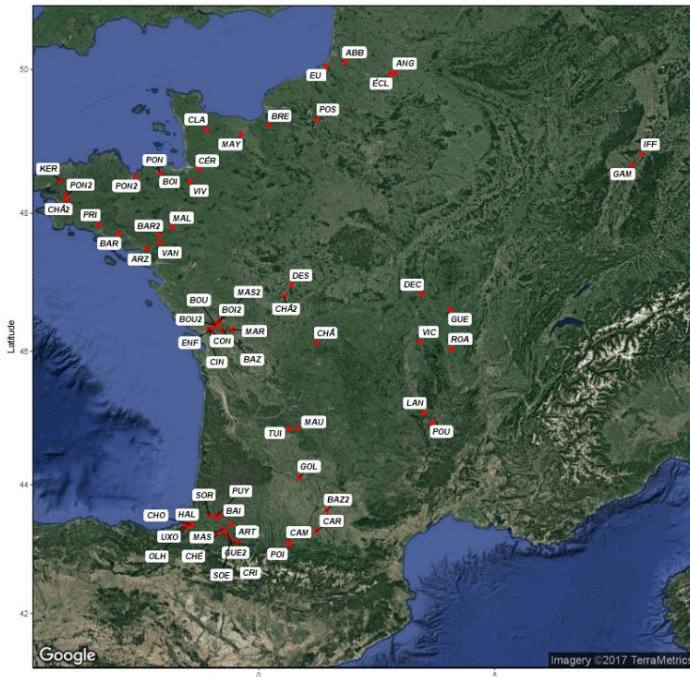 50
48
46
44
42
Latitude
ABB
ANG
EU
ÉCL
CLA
BRE
POS
MAY
IFF
GAM
KER
PON
CÉR
PON2
PON2
BOI
VIV
CHÂ2
PRI
BAR2
MAL
BAR
VAN
ARZ
DES
MAS2
DEC
BOU
BOI2
CHÂ2
BOU2
GUE
MAR
CHÂ
VIC
ROA
ENF
CON
BAZ
CIN
LAN
MAU
TUI
POU
GOL
PUY
SOR
BAZ2
CHO
HAL
BAI
CAR
ART
CAM
UXO
MAS
OLH
CHÉ
GUE2
POI
SOE
CRI
Google
Imagery ©2017 TerraMetrics
0
5